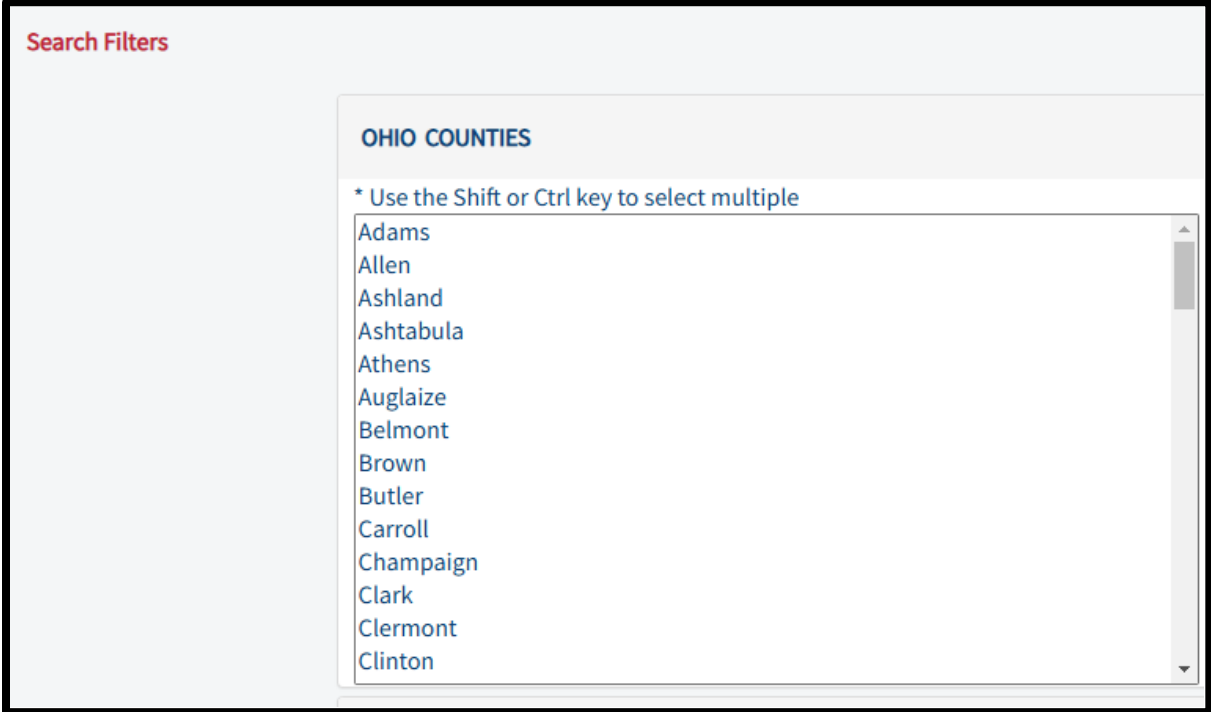 Search Filters
OHIO COUNTIES
* Use the Shift or Ctrl key to select multiple
Adams
Allen
Ashland
Ashtabula
Athens
Auglaize
Belmont
Brown
Butler
Carroll
Champaign
Clark
Clermont
Clinton